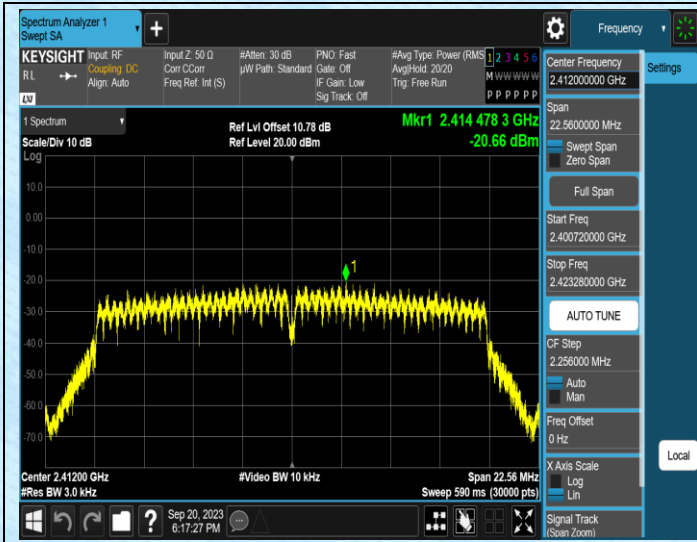 Spectrum Analyzer 1
Swept SA
Frequency
KEYSIGHT
RL
LXI
Input: RF
Coupling: DC
Align: Auto
Input Z: 50 Ω
Corr CCorr
Freq Ref: Int (S)
#Atten: 30 dB
µW Path: Standard
PNO: Fast
Gate: Off
IF Gain: Low
Sig Track: Off
#Avg Type: Power (RMS
Avg|Hold: 20/20
Trig: Free Run
1 2 3 4 5 6
M W W W W W
P P P P P P
1 Spectrum
Scale/Div 10 dB
Log
Ref Lvl Offset 10.78 dB
Ref Level 20.00 dBm
Mkr1 2.414 478 3 GHz
-20.66 dBm
10.0
0.00
-10.0
-20.0
-30.0
-40.0
-50.0
-60.0
-70.0
1
Center 2.41200 GHz
#Res BW 3.0 kHz
#Video BW 10 kHz
Span 22.56 MHz
Sweep 590 ms (30000 pts)
Sep 20, 2023
6:17:27 PM
Center Frequency
2.412000000 GHz
Span
22.5600000 MHz
Swept Span
Zero Span
Full Span
Start Freq
2.400720000 GHz
Stop Freq
2.423280000 GHz
AUTO TUNE
CF Step
2.256000 MHz
Auto
Man
Freq Offset
0 Hz
X Axis Scale
Log
Lin
Signal Track
(Span Zoom)
Settings
Local